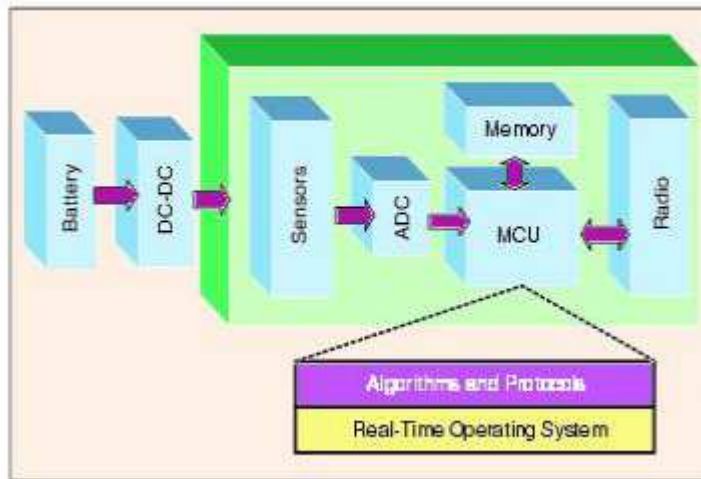 Battery
DC-DC
Sensors
ADC
Memory
MCU
Radio
Algorithms and Protocols
Real-Time Operating System